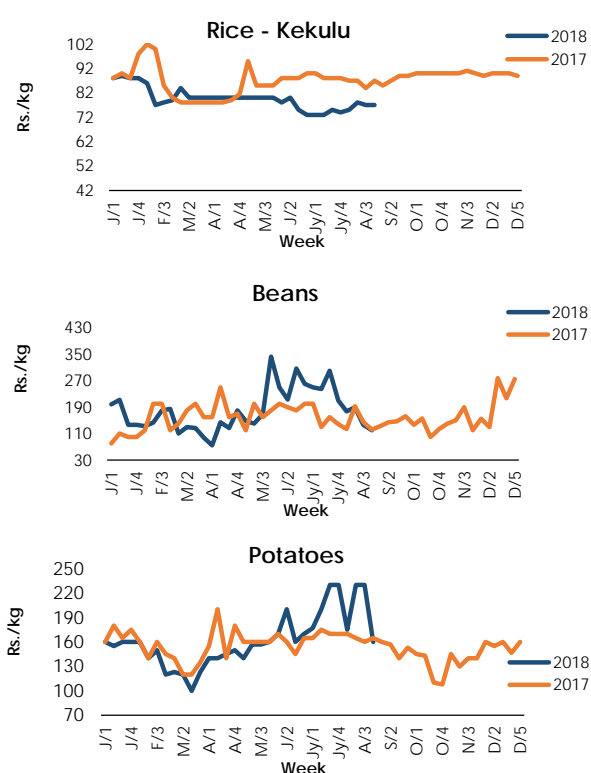 Rice - Kekulu
2018
2017
Rs./kg
102
92
82
72
62
52
42
J/1 J/4 F/3 M/2 A/1 A/4 M/3 J/2 Jy/1 Jy/4 A/3 S/2 O/1 O/4 N/3 D/2 D/5
Week
Beans
2018
2017
Rs./kg
430
350
270
190
110
30
J/1 J/4 F/3 M/2 A/1 A/4 M/3 J/2 Jy/1 Jy/4 A/3 S/2 O/1 O/4 N/3 D/2 D/5
Week
Potatoes
Rs./kg
250
220
190
160
130
100
70
2018
2017
J/1 J/4 F/3 M/2 A/1 A/4 M/3 J/2 Jy/1 Jy/4 A/3 S/2 O/1 O/4 N/3 D/2 D/5
Week